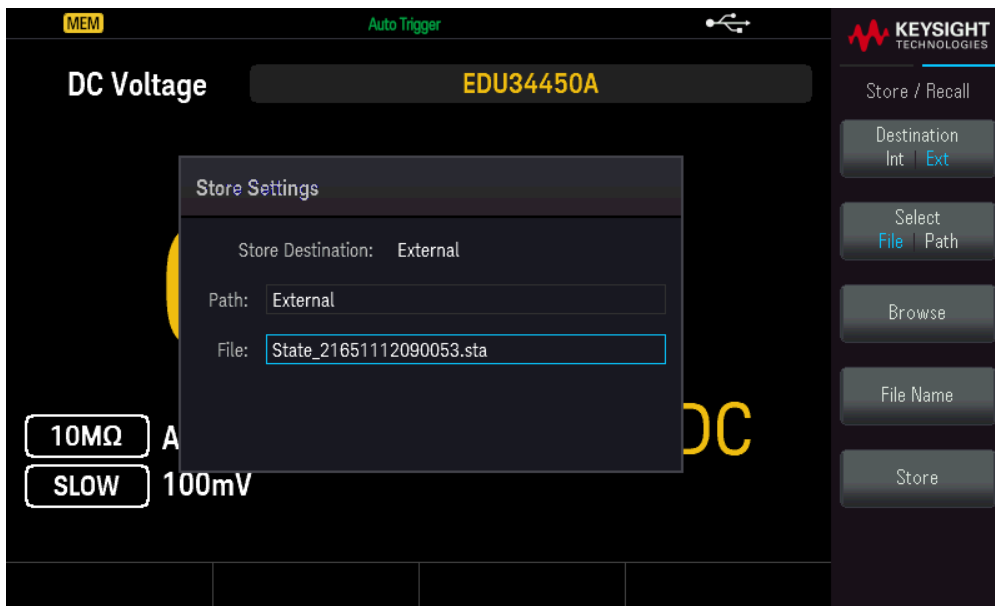 MEM
Auto Trigger
KEYSIGHT
TECHNOLOGIES
DC Voltage
EDU34450A
Store / Recall
Destination
Int | Ext
Store Settings
Store Destination: External
Select
File | Path
Path: External
Browse
File: State_21651112090053.sta
File Name
10MΩ A
DC
SLOW 100mV
Store